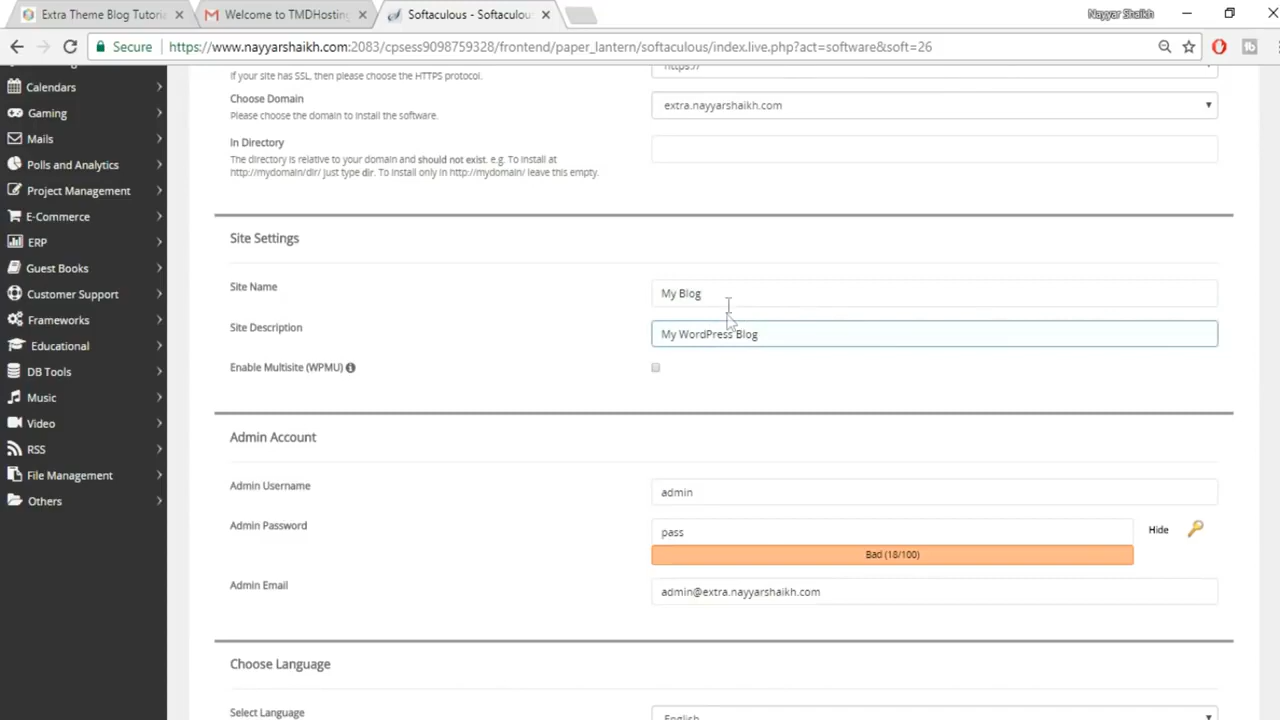 Extra Theme Blog Tutori
Welcome to TMDHosting
Softaculous - Softaculou
Nayyar Shaikh
Secure
https://www.nayyarshaikh.com:2083/cpsess9098759328/frontend/paper_lantern/softaculous/index.live.php?act=software&soft=26
If your site has SSL, then please choose the HTTPS protocol.
https://
Calendars
Choose Domain
Please choose the domain to install the software.
extra.nayyarshaikh.com
Gaming
Mails
In Directory
The directory is relative to your domain and should not exist. e.g. To install at
http://mydomain/dir/ just type dir. To install only in http://mydomain/ leave this empty.
Polls and Analytics
Project Management
E-Commerce
ERP
Guest Books
Customer Support
Frameworks
Educational
DB Tools
Music
Video
RSS
File Management
Others
Site Settings
Site Name
My Blog
Site Description
My WordPress Blog
Enable Multisite (WPMU)
Admin Account
Admin Username
admin
Admin Password
pass
Hide
Bad (18/100)
Admin Email
admin@extra.nayyarshaikh.com
Choose Language
Select Language
English